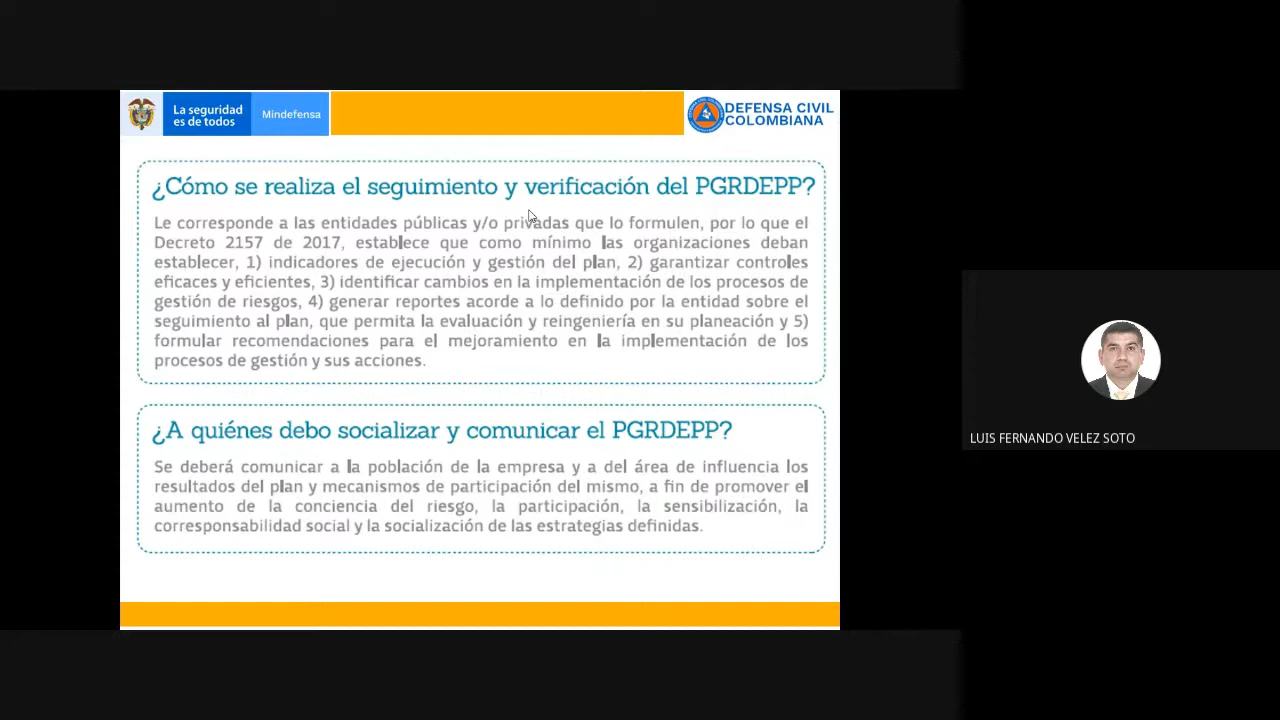 La seguridad
es de todos
Mindefensa
DEFENSA CIVIL
COLOMBIANA
¿Cómo se realiza el seguimiento y verificación del PGRDEPP?
Le corresponde a las entidades públicas y/o privadas que lo formulen, por lo que el
Decreto 2157 de 2017, establece que como mínimo las organizaciones deban
establecer, 1) indicadores de ejecución y gestión del plan, 2) garantizar controles
eficaces y eficientes, 3) identificar cambios en la implementación de los procesos de
gestión de riesgos, 4) generar reportes acorde a lo definido por la entidad sobre el
seguimiento al plan, que permita la evaluación y reingeniería en su planeación y 5)
formular recomendaciones para el mejoramiento en la implementación de los
procesos de gestión y sus acciones.
¿A quiénes debo socializar y comunicar el PGRDEPP?
Se deberá comunicar a la población de la empresa y a del área de influencia los
resultados del plan y mecanismos de participación del mismo, a fin de promover el
aumento de la conciencia del riesgo, la participación, la sensibilización, la
corresponsabilidad social y la socialización de las estrategias definidas.
LUIS FERNANDO VELEZ SOTO